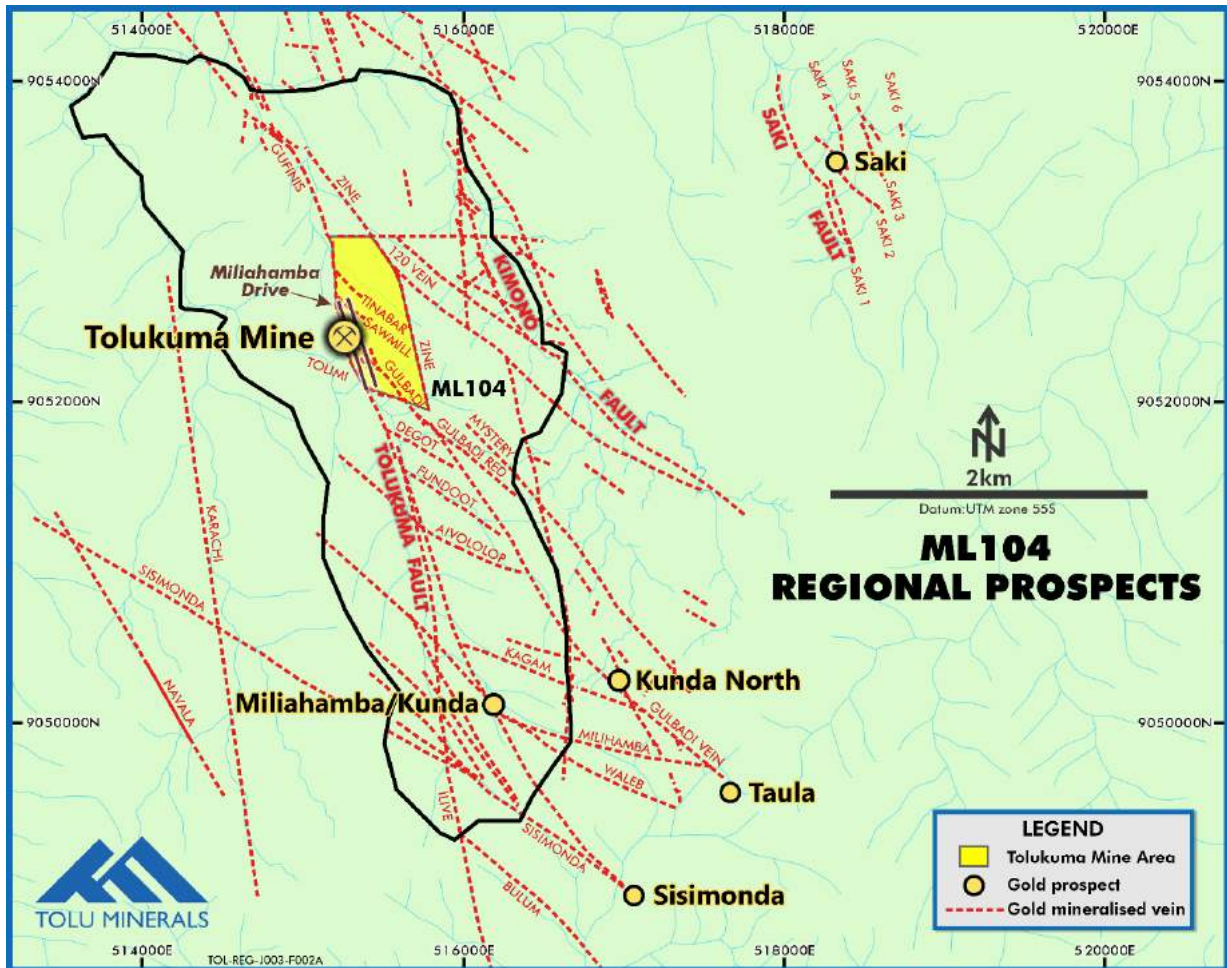 514000E
516000E
518000E
520000E
9054000N
9054000N
SAKI 4
SAKI 5
SAKI 6
SAKI
Saki
GUFINIS
ZINE
SAKI 3
FAULT
SAKI 2
SAKI 1
120 VEIN
KIMONO
Miliahamba
Drive
TINABAR
SAWMILL
Tolukuma Mine
ZINE
TOLIMI
GULBADI
ML104
9052000N
FAULT
9052000N
MYSTERY
GULBADI RED
DEGOT
N
2km
Datum:UTM zone 55S
TOLUKUMA FAULT
FUNDOOT
KARACHI
AIVOLOLOP
ML104
REGIONAL PROSPECTS
SISIMONDA
KAGAM
Kunda North
NAVALA
Miliahamba/Kunda
GULBADI VEIN
9050000N
9050000N
MILIHAMBA
WALEB
Taula
ILIVE
SISIMONDA
BULUM
Sisimonda
LEGEND
Tolukuma Mine Area
Gold prospect
Gold mineralised vein
TOLU MINERALS
514000E
TOL-REG-J003-F002A
516000E
518000E
520000E